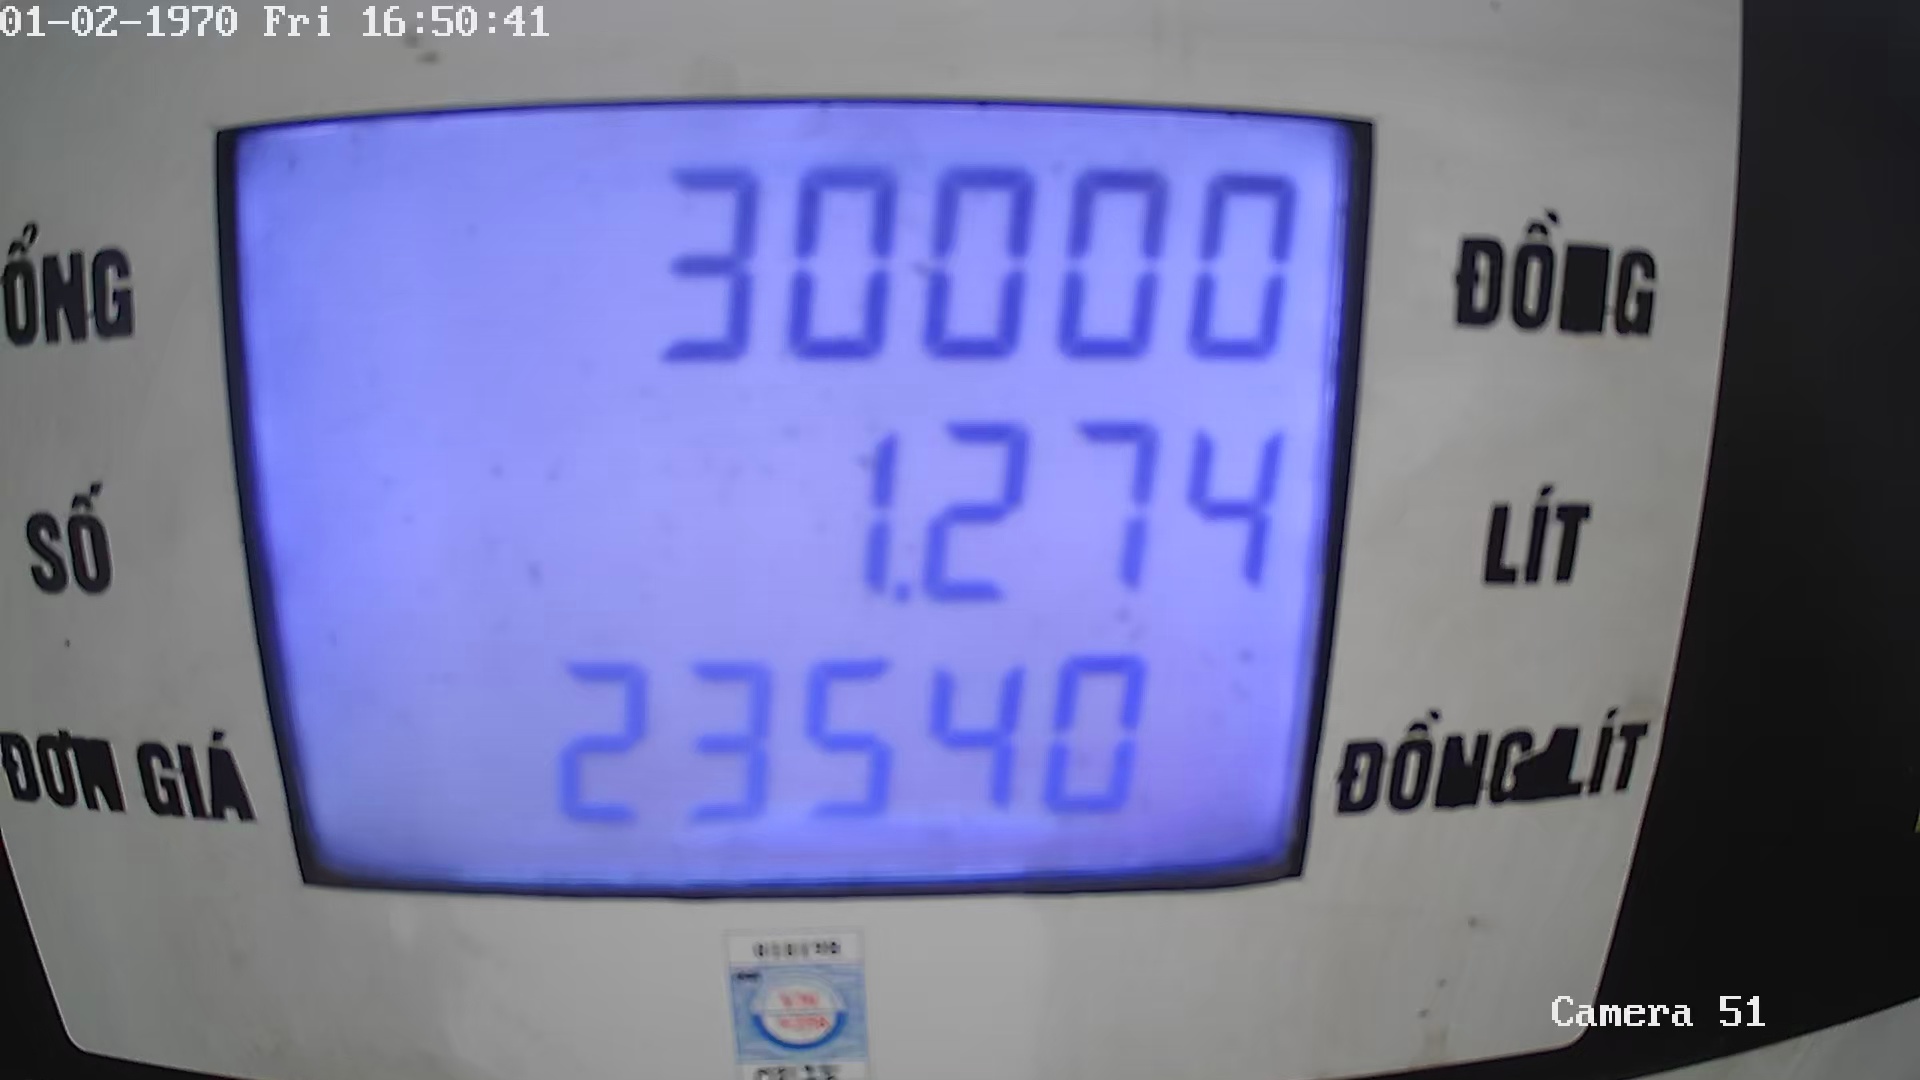 01-02-1970 Fri 16:50:41
ỔNG 30000 ĐỒNG
SỐ 1.274 LÍT
ĐƠN GIÁ 23540 ĐỒNG/LÍT
Camera 51